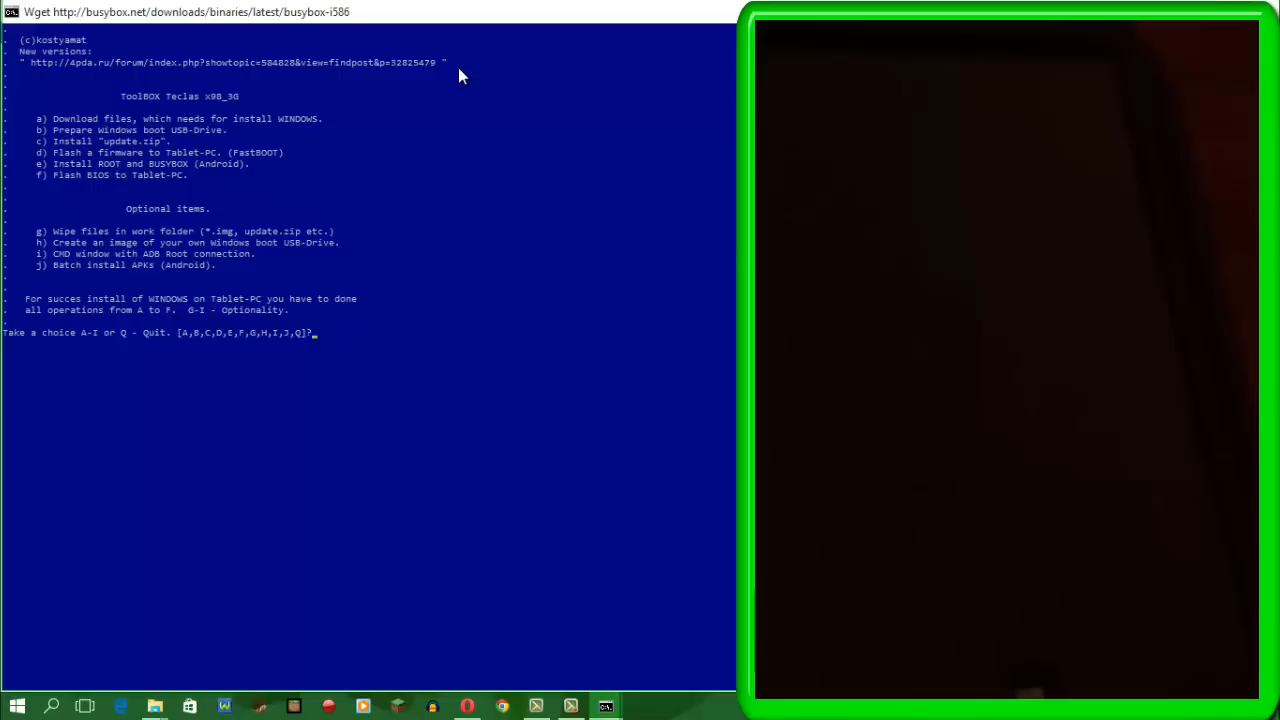 Wget http://busybox.net/downloads/binaries/latest/busybox-i586
.
. (c)kostyamat
. New versions:
. " http://4pda.ru/forum/index.php?showtopic=584828&view=findpost&p=32825479 "
.
.
. ToolBOX Teclas x98_3G
.
. a) Download files, which needs for install WINDOWS.
. b) Prepare Windows boot USB-Drive.
. c) Install "update.zip".
. d) Flash a firmware to Tablet-PC. (FastBOOT)
. e) Install ROOT and BUSYBOX (Android).
. f) Flash BIOS to Tablet-PC.
.
.
. Optional items.
.
. g) Wipe files in work folder (*.img, update.zip etc.)
. h) Create an image of your own Windows boot USB-Drive.
. i) CMD window with ADB Root connection.
. j) Batch install APKs (Android).
.
.
. For succes install of WINDOWS on Tablet-PC you have to done
. all operations from A to F. G-I - Optionality.
.
Take a choice A-I or Q - Quit. [A,B,C,D,E,F,G,H,I,J,Q]?